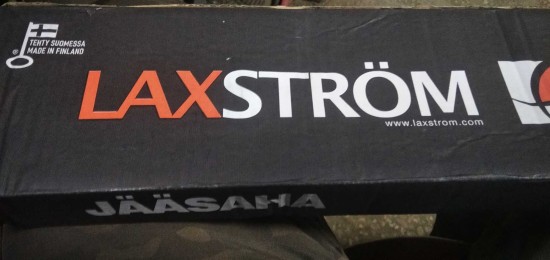 TEHTY SUOMESSA
MADE IN FINLAND
LAXSTRÖM
www.laxstrom.com
JÄÄSAHA